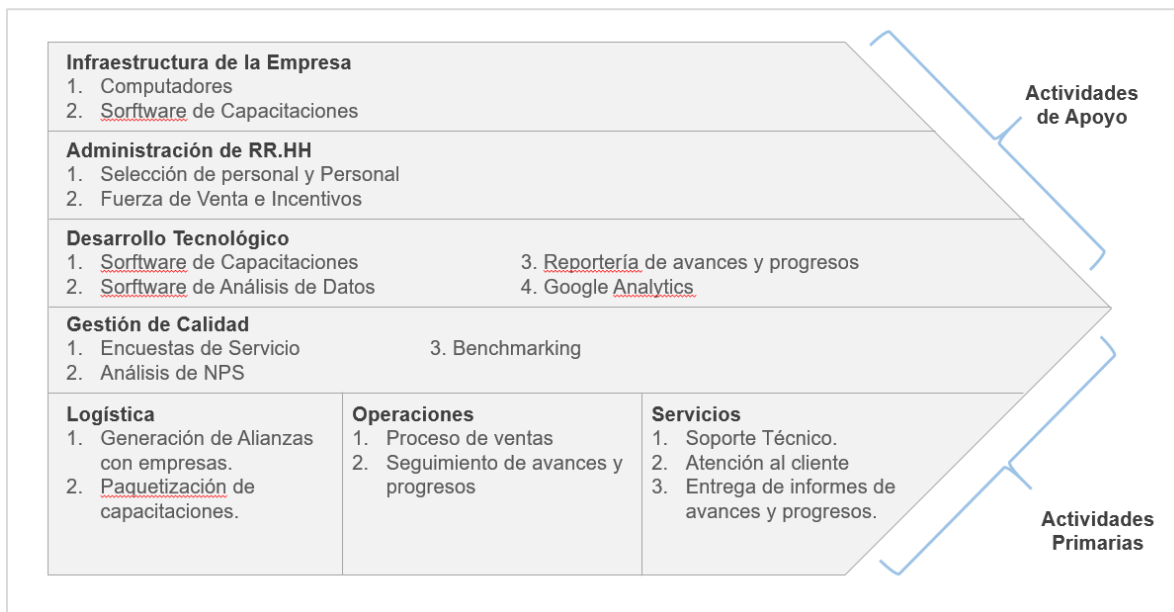 Infraestructura de la Empresa
1. Computadores
2. Sorftware de Capacitaciones
Actividades
de Apoyo
Administración de RR.HH
1. Selección de personal y Personal
2. Fuerza de Venta e Incentivos
Desarrollo Tecnológico
1. Sorftware de Capacitaciones
2. Sorftware de Análisis de Datos
3. Reportería de avances y progresos
4. Google Analytics
Gestión de Calidad
1. Encuestas de Servicio
2. Análisis de NPS
3. Benchmarking
Logística
1. Generación de Alianzas
con empresas.
2. Paquetización de
capacitaciones.
Operaciones
1. Proceso de ventas
2. Seguimiento de avances y
progresos
Servicios
1. Soporte Técnico.
2. Atención al cliente
3. Entrega de informes de
avances y progresos.
Actividades
Primarias